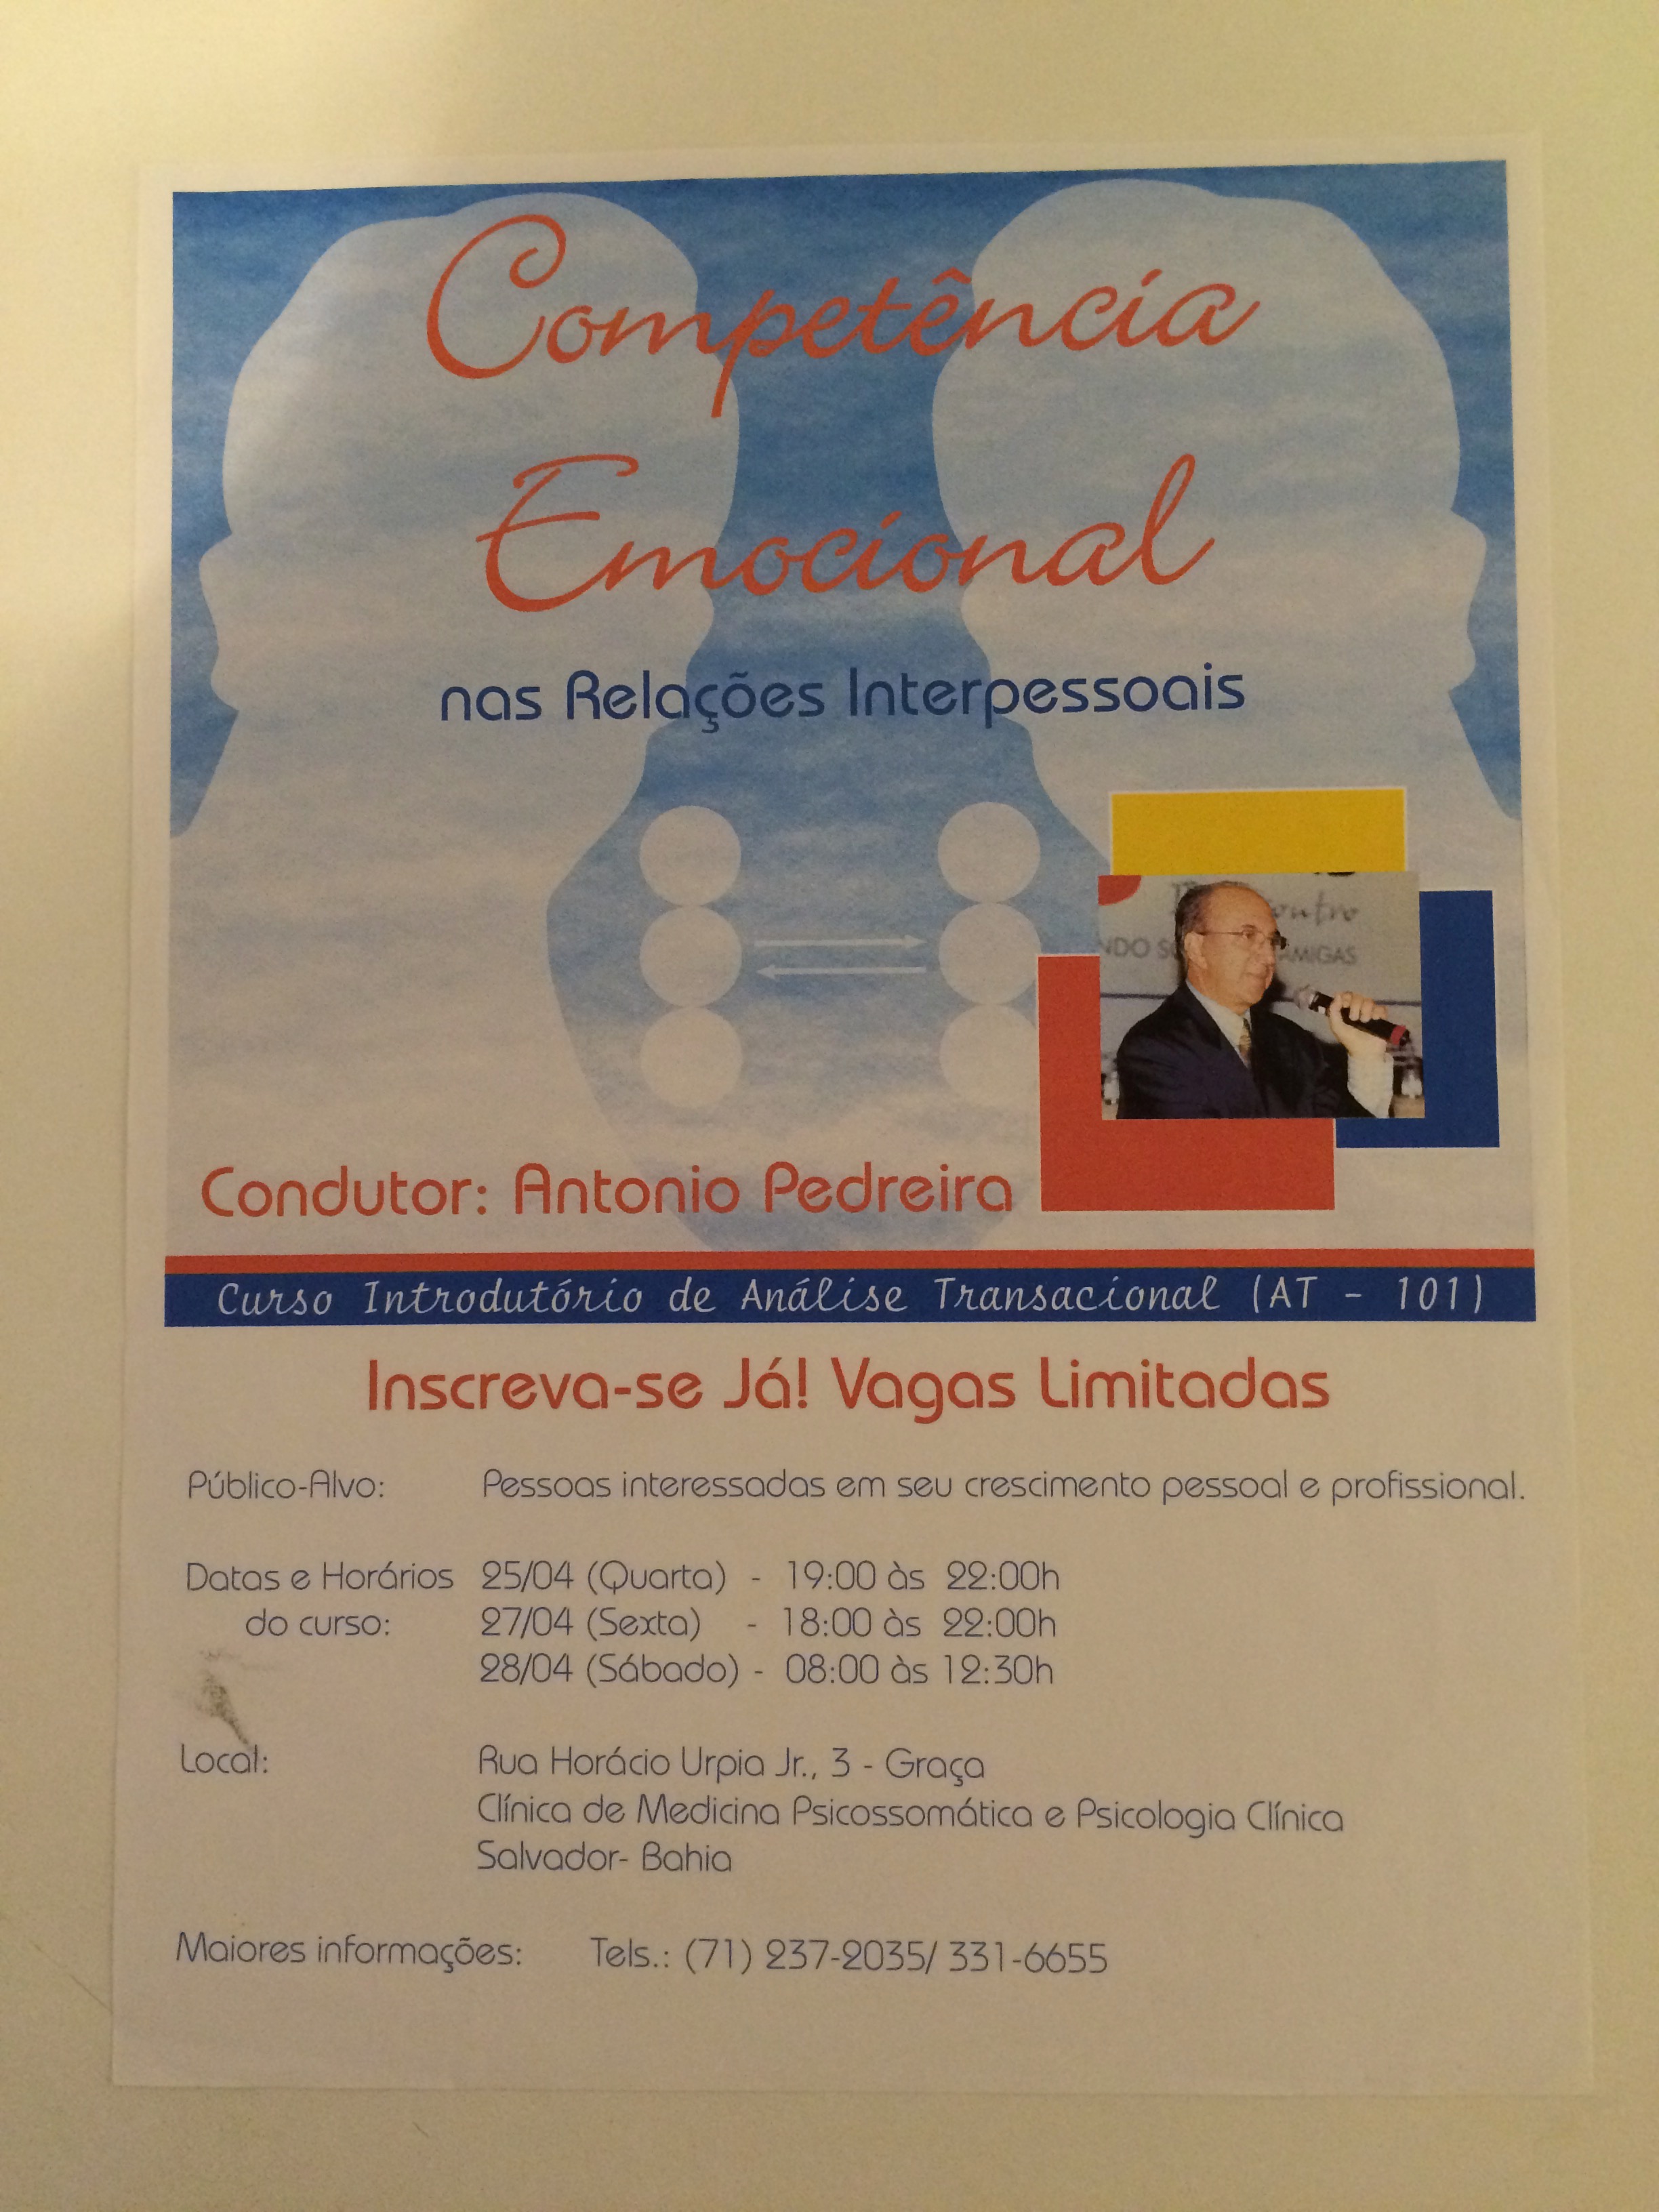 Competência
Emocional
nas Relações Interpessoais
AMIGAS
Condutor: Antonio Pedreira
Curso Introdutório de Análise Transacional (AT - 101)
Inscreva-se Já! Vagas Limitadas
Público-Alvo: Pessoas interessadas em seu crescimento pessoal e profissional.
Datas e Horários 25/04 (Quarta) - 19:00 às 22:00h
do curso: 27/04 (Sexta) - 18:00 às 22:00h
28/04 (Sábado) - 08:00 às 12:30h
Local: Rua Horácio Urpia Jr., 3 - Graça
Clínica de Medicina Psicossomática e Psicologia Clínica
Salvador- Bahia
Maiores informações: Tels.: (71) 237-2035/ 331-6655